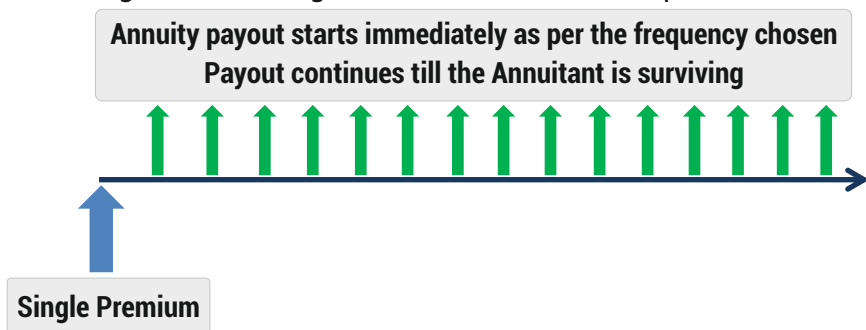 Annuity payout starts immediately as per the frequency chosen
Payout continues till the Annuitant is surviving
Single Premium